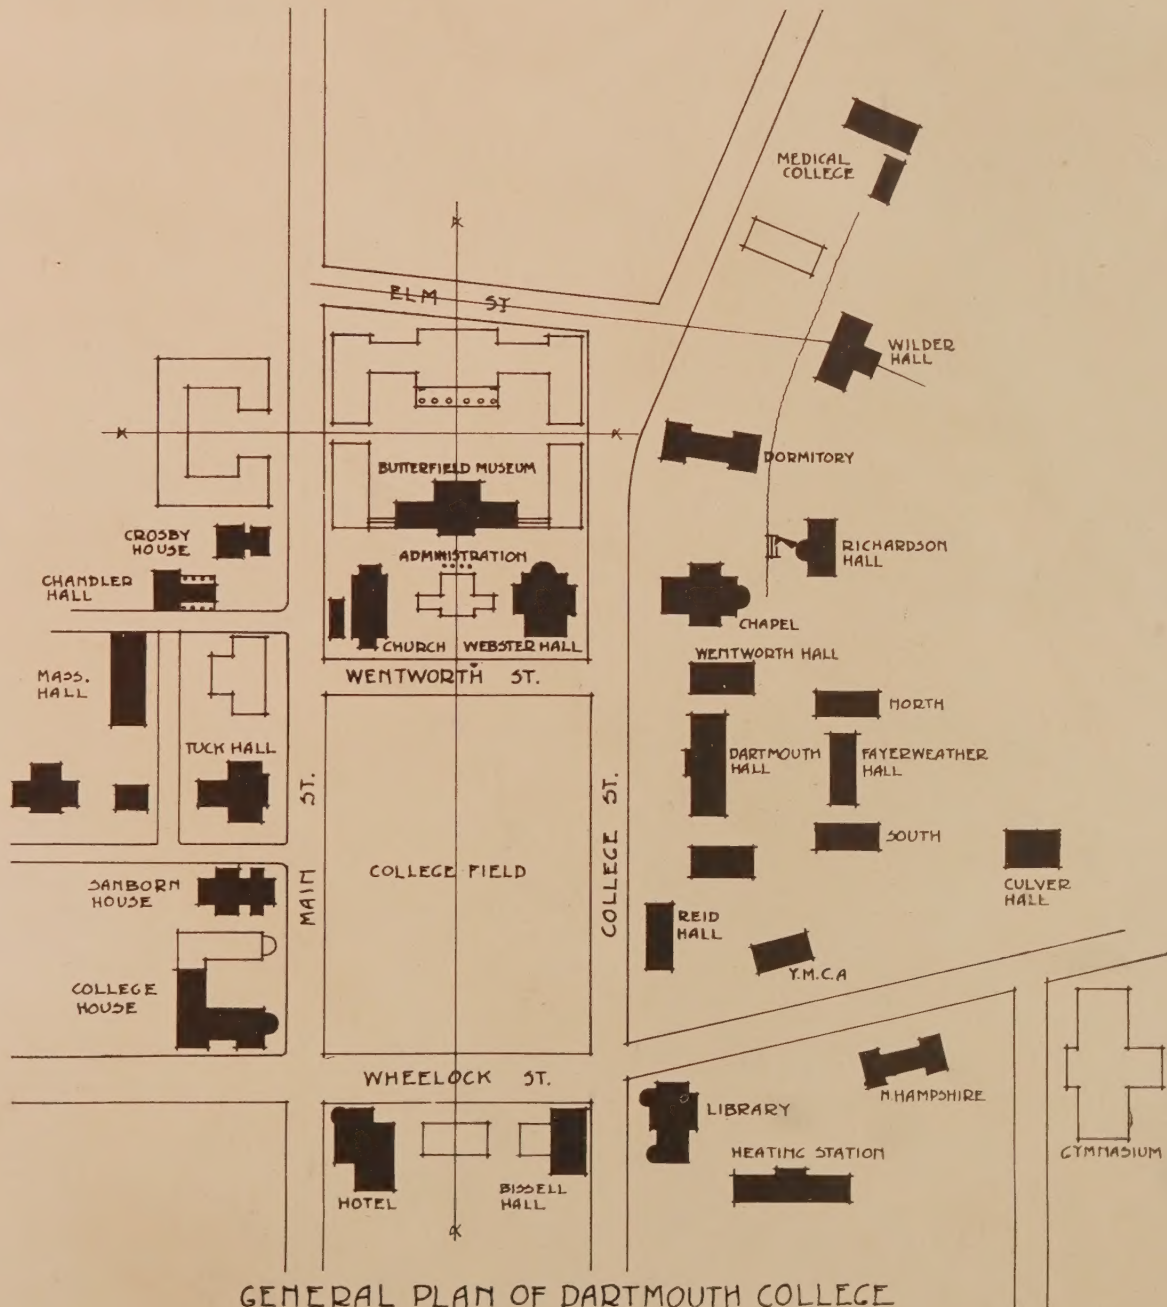 MEDICAL
COLLEGE
ELM ST
WILDER
HALL
BUTTERFIELD MUSEUM
DORMITORY
CROSBY
HOUSE
ADMINISTRATION
RICHARDSON
HALL
CHANDLER
HALL
CHAPEL
CHURCH
WEBSTER HALL
WENTWORTH HALL
MASS.
HALL
WENTWORTH ST.
NORTH
TUCK HALL
DARTMOUTH
HALL
FAYERWEATHER
HALL
MAIN ST.
COLLEGE ST.
SOUTH
COLLEGE FIELD
SANBORN
HOUSE
CULVER
HALL
REID
HALL
Y.M.C.A
COLLEGE
HOUSE
WHEELOCK ST.
N.HAMPSHIRE
LIBRARY
HEATING STATION
GYMNASIUM
HOTEL
BISSELL
HALL
GENERAL PLAN OF DARTMOUTH COLLEGE